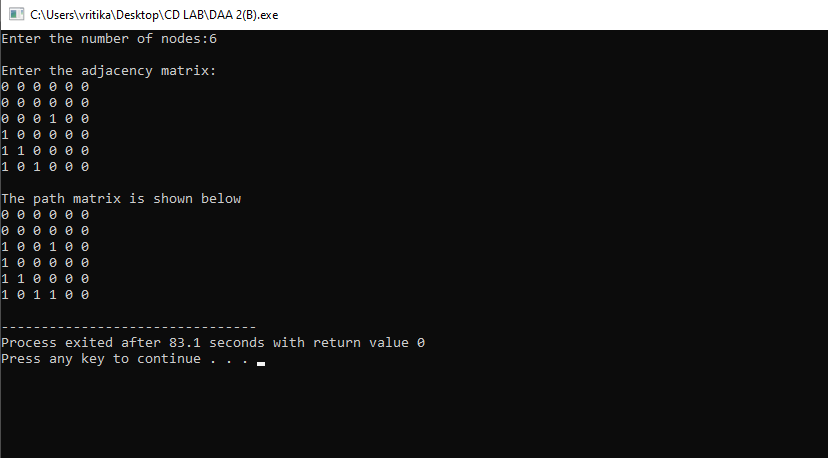 C:\Users\vritika\Desktop\CD LAB\DAA 2(B).exe
Enter the number of nodes:6
Enter the adjacency matrix:
0 0 0 0 0 0
0 0 0 0 0 0
0 0 0 1 0 0
1 0 0 0 0 0
1 1 0 0 0 0
1 0 1 0 0 0
The path matrix is shown below
0 0 0 0 0 0
0 0 0 0 0 0
1 0 0 1 0 0
1 0 0 0 0 0
1 1 0 0 0 0
1 0 1 1 0 0
--------------------------------
Process exited after 83.1 seconds with return value 0
Press any key to continue . . .